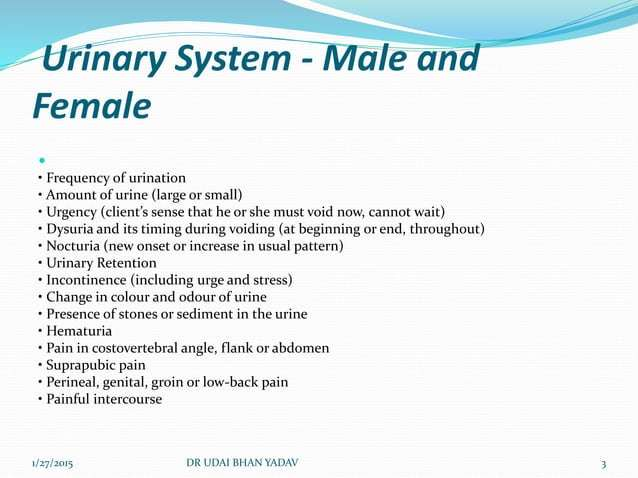 Urinary System - Male and
Female
•
• Frequency of urination
• Amount of urine (large or small)
• Urgency (client’s sense that he or she must void now, cannot wait)
• Dysuria and its timing during voiding (at beginning or end, throughout)
• Nocturia (new onset or increase in usual pattern)
• Urinary Retention
• Incontinence (including urge and stress)
• Change in colour and odour of urine
• Presence of stones or sediment in the urine
• Hematuria
• Pain in costovertebral angle, flank or abdomen
• Suprapubic pain
• Perineal, genital, groin or low-back pain
• Painful intercourse
1/27/2015 DR UDAI BHAN YADAV 3